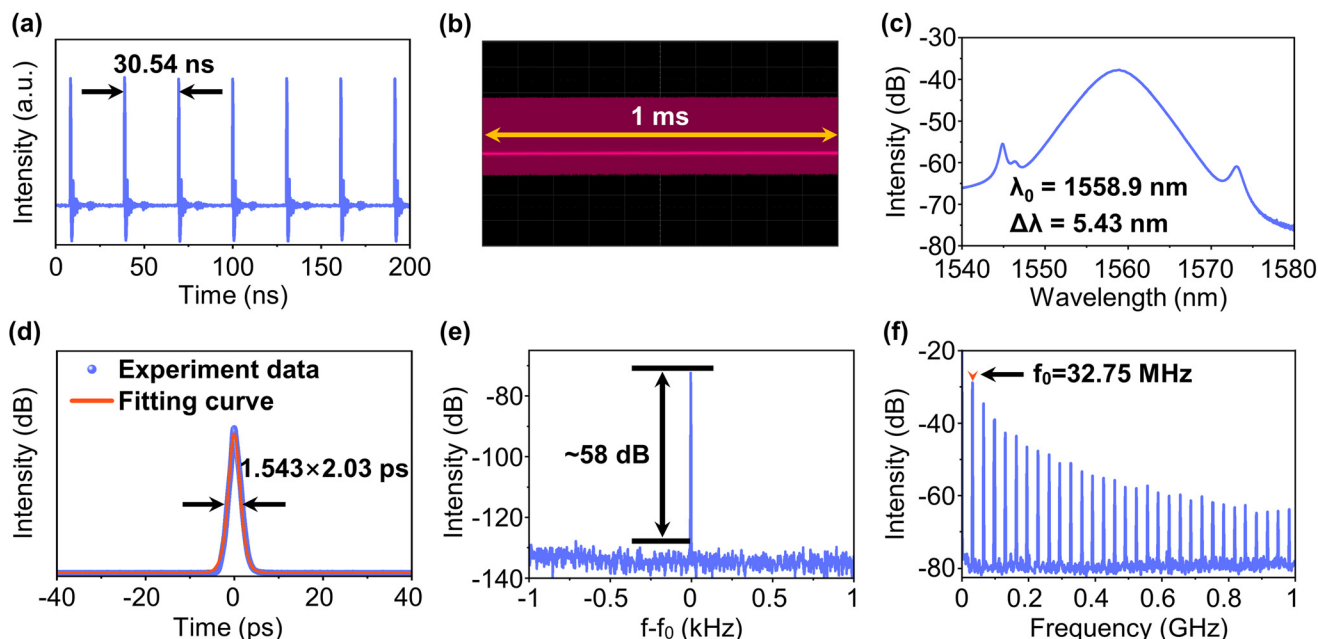 (a)
30.54 ns
Intensity (a.u.)
0 50 100 150 200
Time (ns)
(b)
1 ms
(c)
-30
-40
-50
-60
-70
-80
Intensity (dB)
λ0 = 1558.9 nm
Δλ = 5.43 nm
1540 1550 1560 1570 1580
Wavelength (nm)
(d)
Experiment data
Fitting curve
1.543×2.03 ps
Intensity (dB)
-40 -20 0 20 40
Time (ps)
(e)
-80
-100
-120
-140
Intensity (dB)
~58 dB
-1 -0.5 0 0.5 1
f-f0 (kHz)
(f)
-20
-40
-60
-80
Intensity (dB)
f0=32.75 MHz
0 0.2 0.4 0.6 0.8 1
Frequency (GHz)